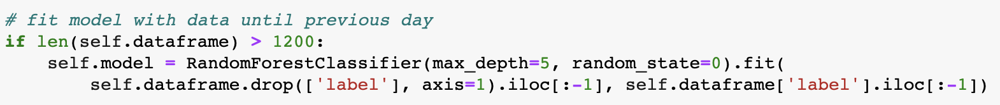 # fit model with data until previous day
if len(self.dataframe) > 1200:
    self.model = RandomForestClassifier(max_depth=5, random_state=0).fit(
        self.dataframe.drop(['label'], axis=1).iloc[:-1], self.dataframe['label'].iloc[:-1])